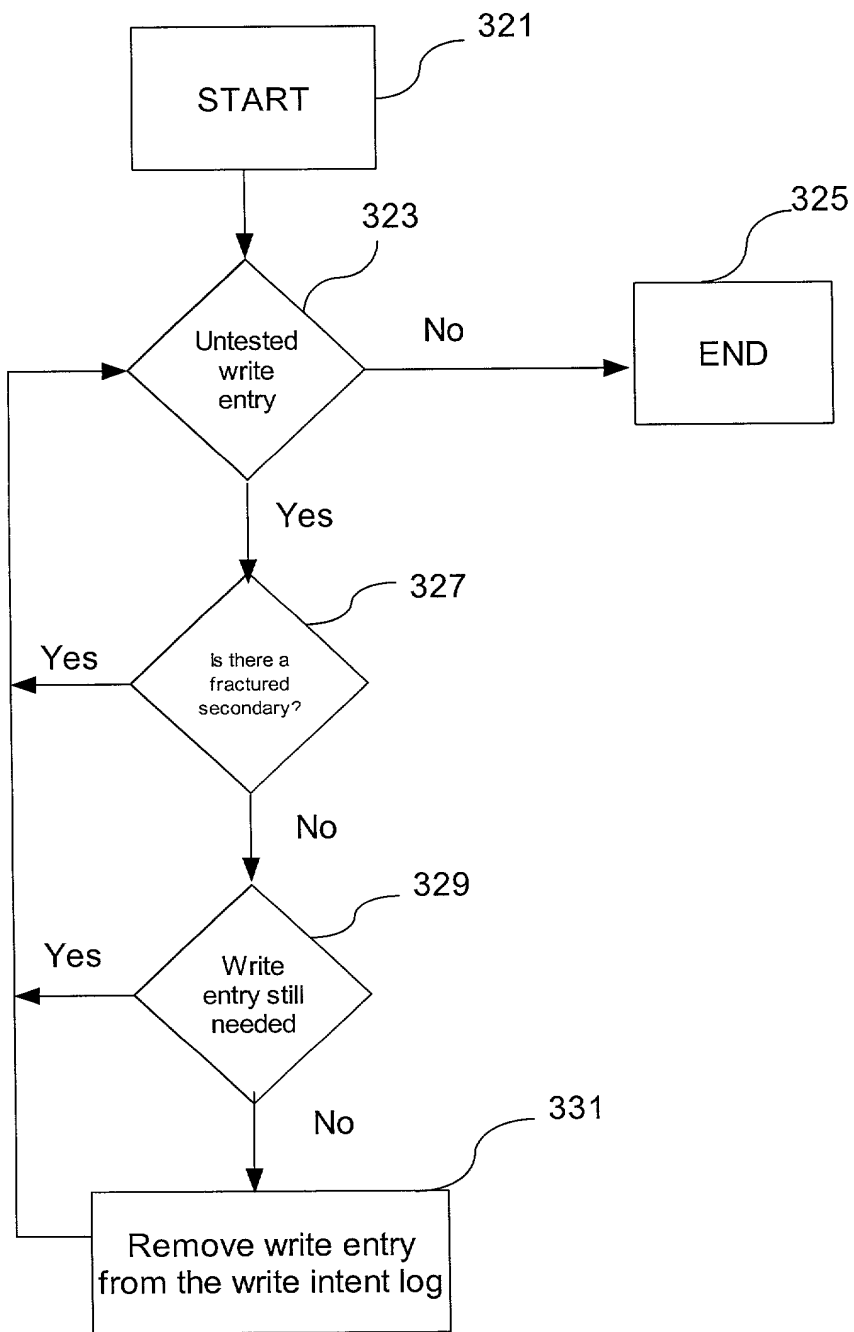 321
START
325
323
Untested
write
entry
No
END
Yes
327
Is there a
fractured
secondary?
Yes
No
329
Write
entry still
needed
Yes
No
331
Remove write entry
from the write intent log